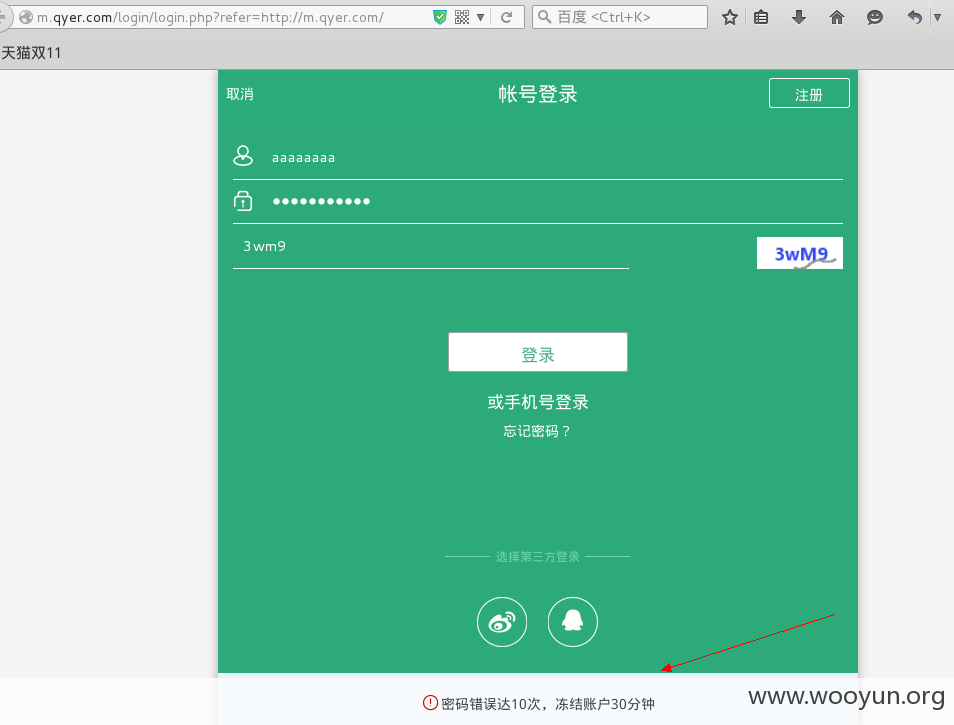 m.qyer.com/login/login.php?refer=http://m.qyer.com/
百度 <Ctrl+K>
天猫双11
取消
帐号登录
注册
aaaaaaaa
●●●●●●●●●●●
3wm9
3wM9
登录
或手机号登录
忘记密码？
选择第三方登录
密码错误达10次，冻结账户30分钟
www.wooyun.org